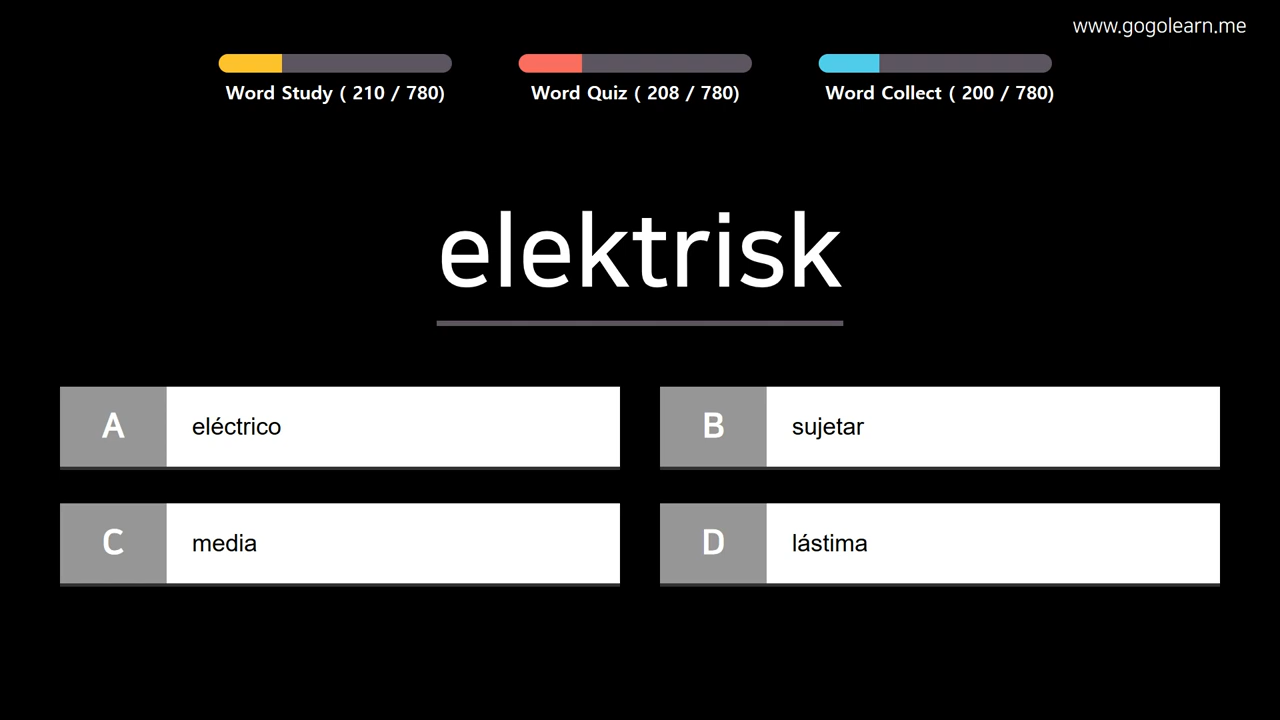 www.gogolearn.me
Word Study ( 210 / 780)
Word Quiz ( 208 / 780)
Word Collect ( 200 / 780)
elektrisk
A eléctrico
B sujetar
C media
D lástima